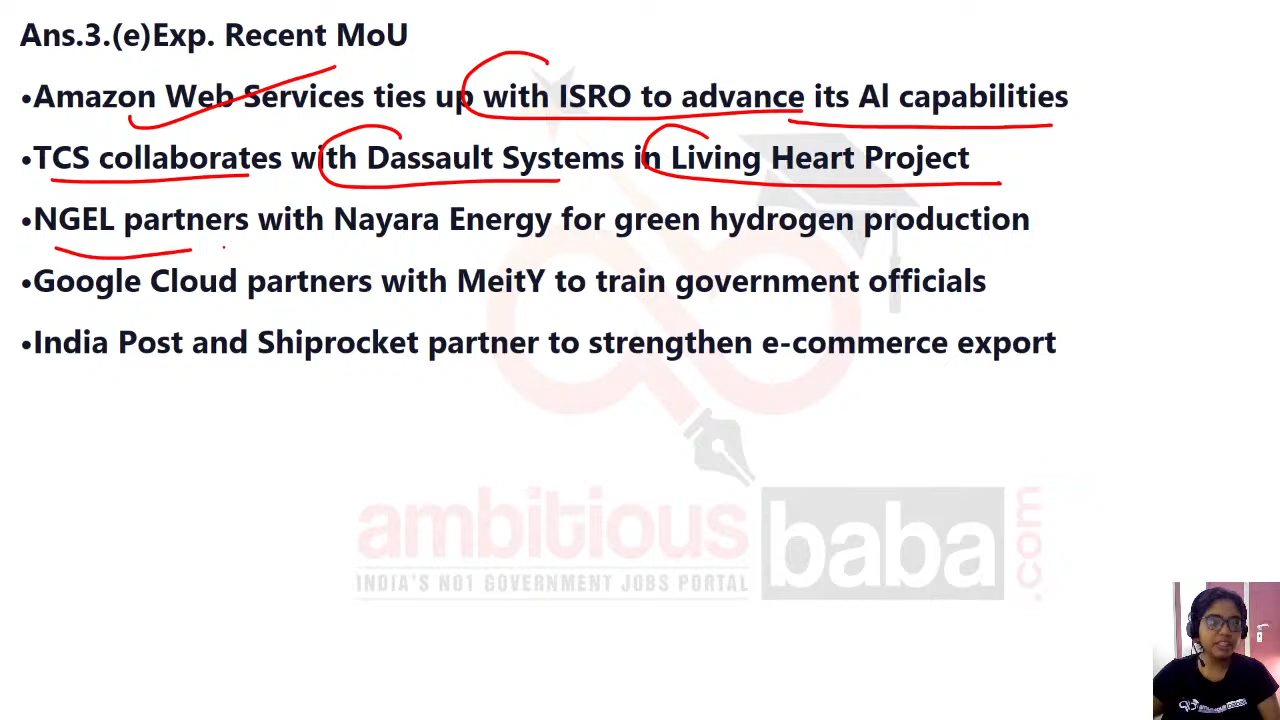 Ans.3.(e)Exp. Recent MoU
•Amazon Web Services ties up with ISRO to advance its Al capabilities
•TCS collaborates with Dassault Systems in Living Heart Project
•NGEL partners with Nayara Energy for green hydrogen production
•Google Cloud partners with MeitY to train government officials
•India Post and Shiprocket partner to strengthen e-commerce export
ambitious baba .com
INDIA'S NO1 GOVERNMENT JOBS PORTAL